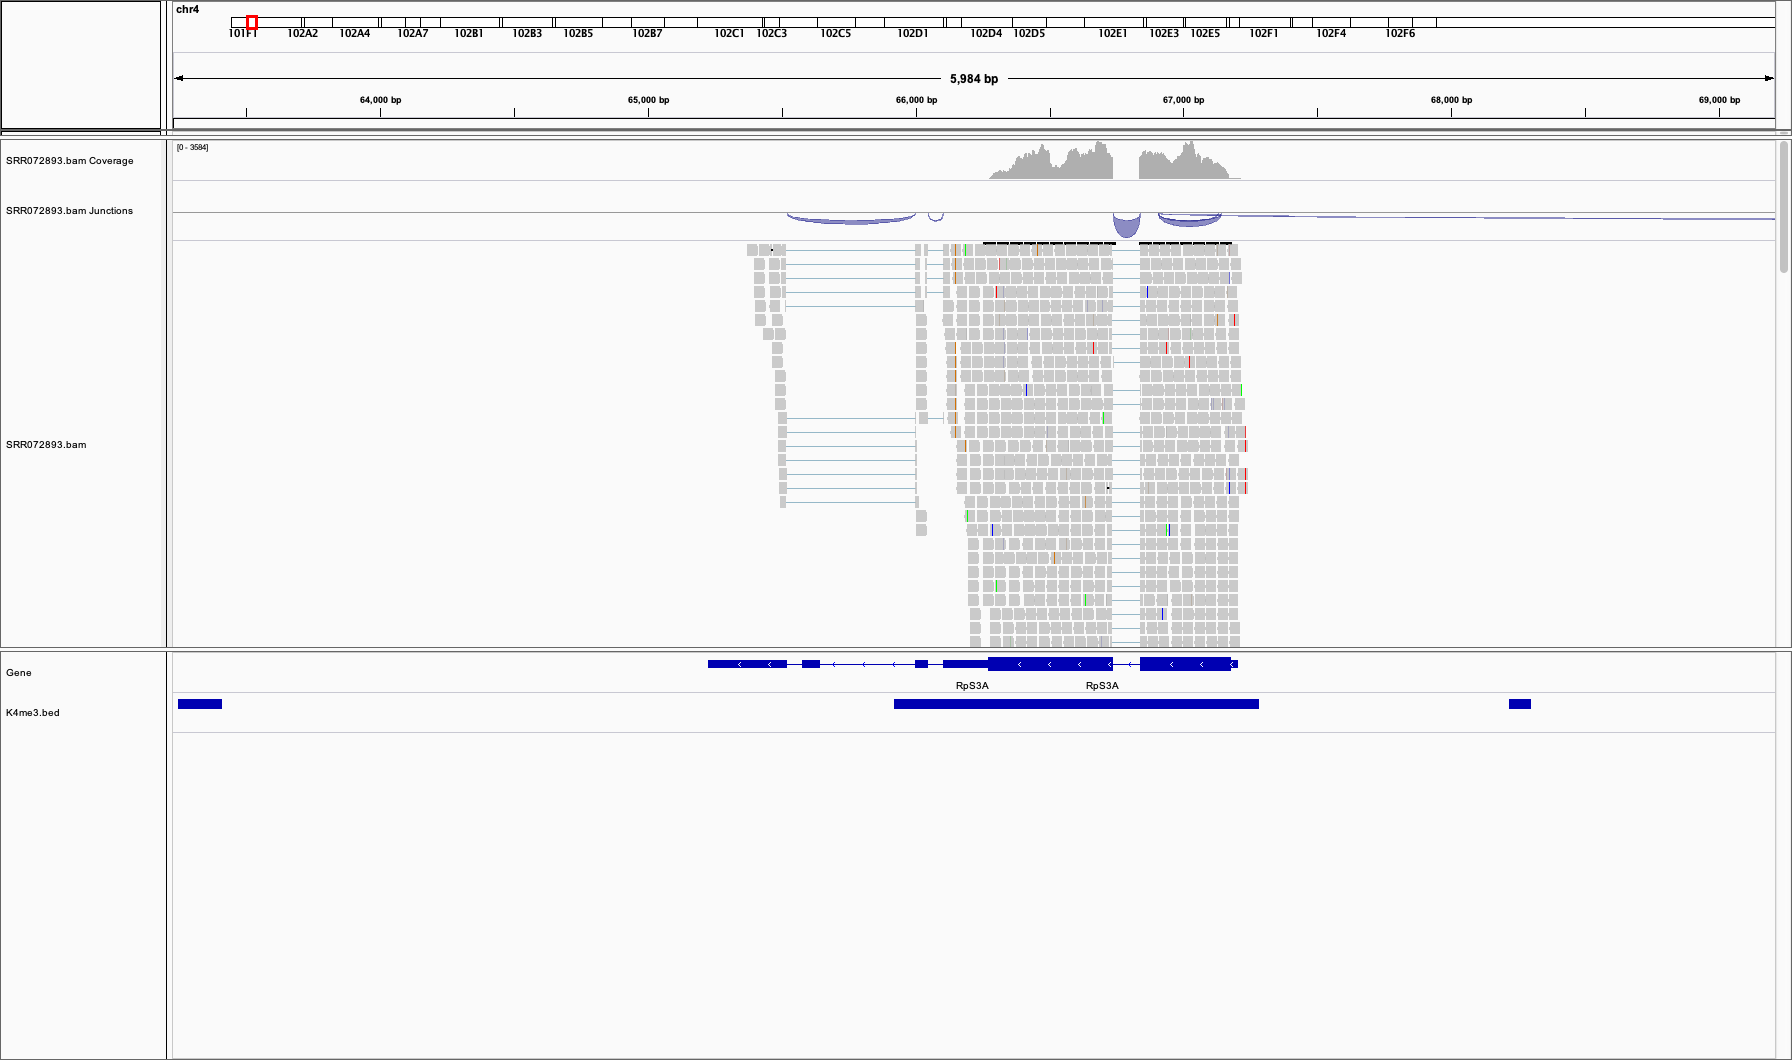 chr4
101F1 102A2 102A4 102A7 102B1 102B3 102B5 102B7 102C1 102C3 102C5 102D1 102D4 102D5 102E1 102E3 102E5 102F1 102F4 102F6
5,984 bp
64,000 bp 65,000 bp 66,000 bp 67,000 bp 68,000 bp 69,000 bp
SRR072893.bam Coverage
[0 - 3584]
SRR072893.bam Junctions
SRR072893.bam
Gene
RpS3A RpS3A
K4me3.bed